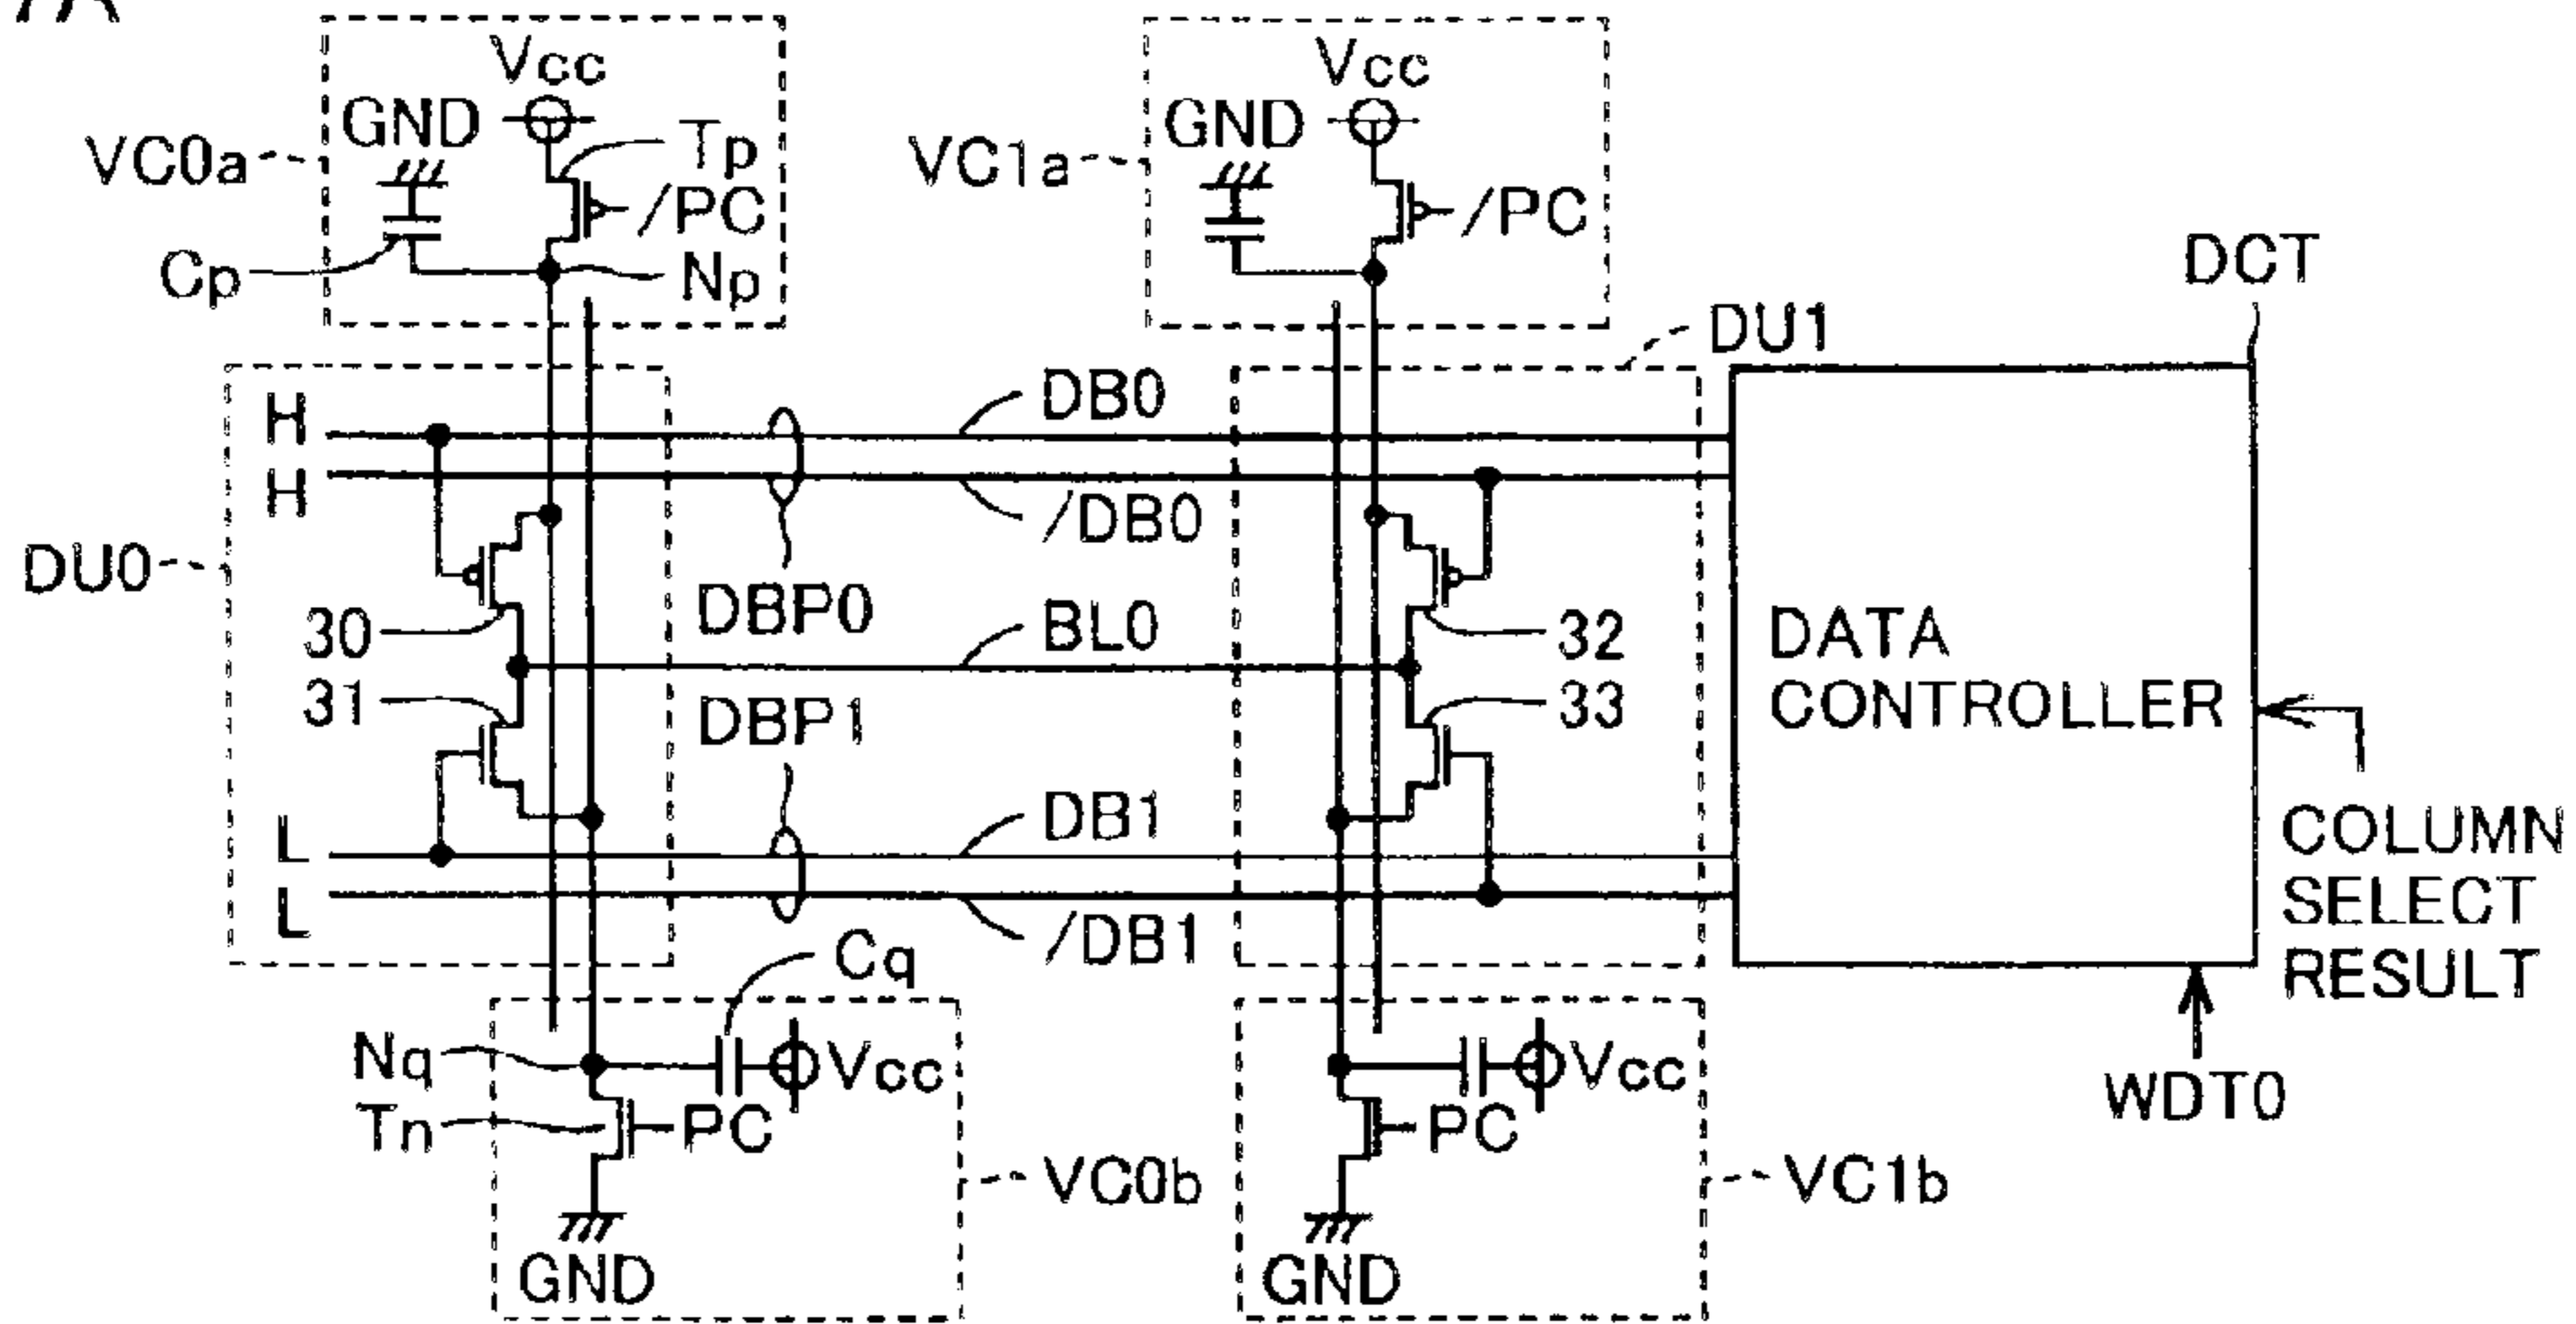 Vcc
Vcc
GND
Tp
GND
VC0a
VC1a
/PC
/PC
Cp
Np
DCT
DU1
H
DB0
H
/DB0
DU0
DBP0
30
BL0
32
DATA
CONTROLLER
31
DBP1
33
L
DB1
COLUMN
SELECT
RESULT
L
/DB1
Cq
Nq
Vcc
Vcc
Tn
PC
PC
WDT0
VC0b
VC1b
GND
GND